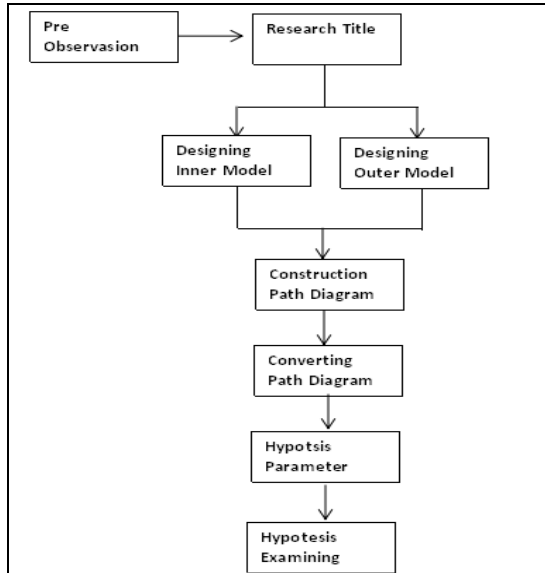 Pre
Observasion
Research Title
Designing
Inner Model
Designing
Outer Model
Construction
Path Diagram
Converting
Path Diagram
Hypotsis
Parameter
Hypotesis
Examining